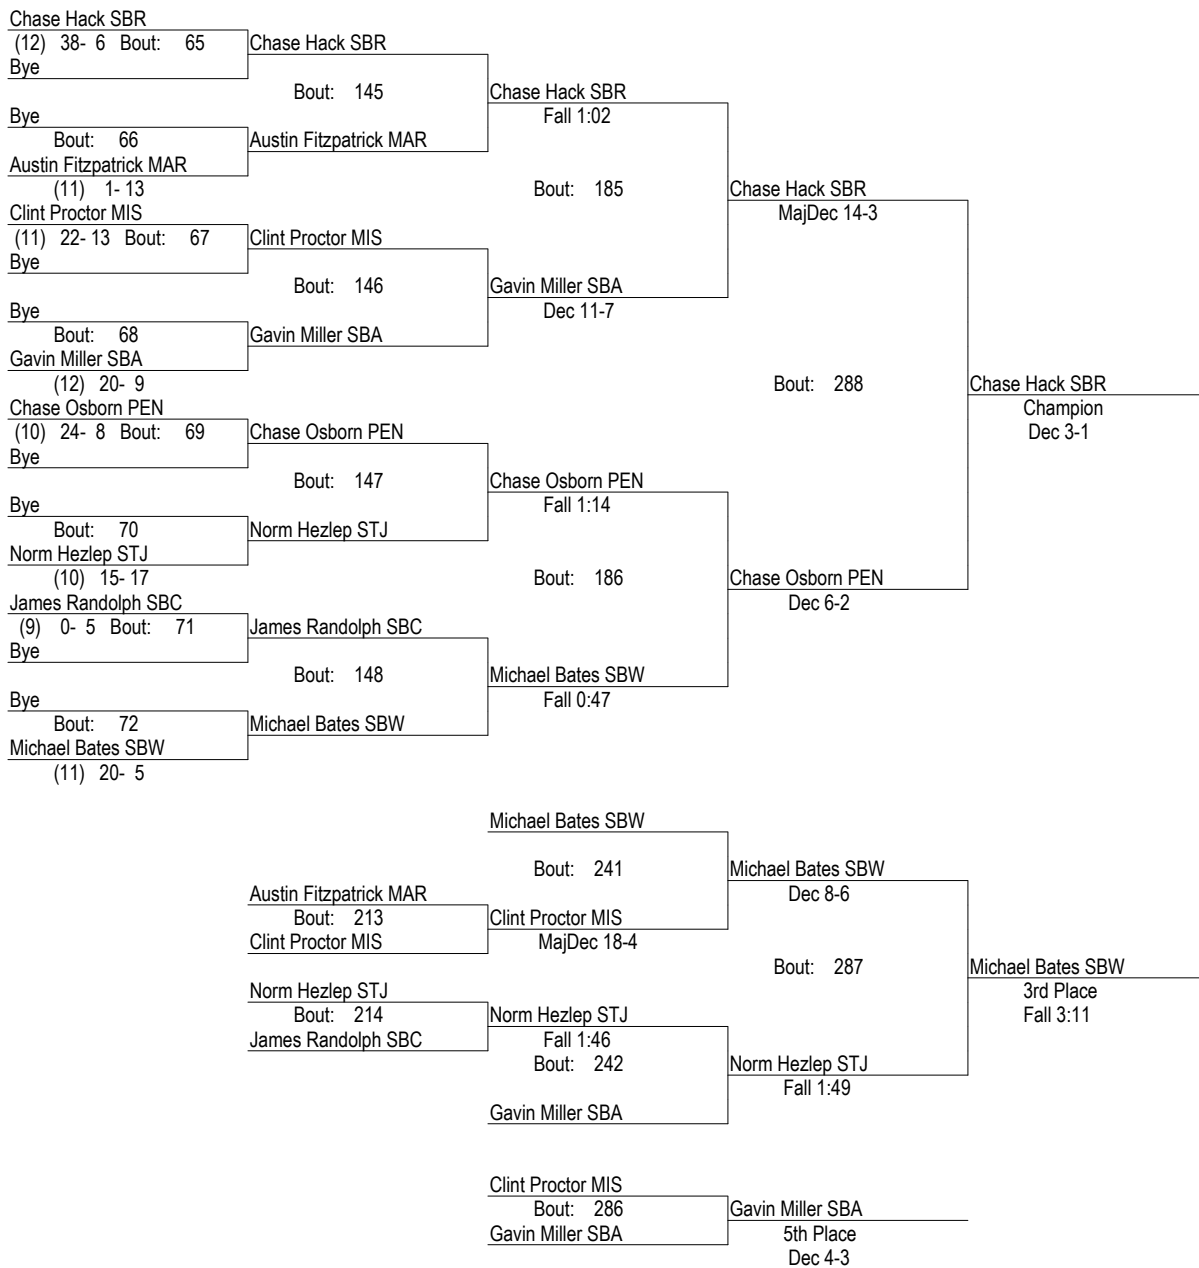 Chase Hack SBR
(12) 38- 6 Bout: 65
Bye
Chase Hack SBR
Bout: 145
Bye
Bout: 66
Austin Fitzpatrick MAR
(11) 1- 13
Austin Fitzpatrick MAR
Chase Hack SBR
Fall 1:02
Bout: 185
Clint Proctor MIS
(11) 22- 13 Bout: 67
Bye
Clint Proctor MIS
Bout: 146
Bye
Bout: 68
Gavin Miller SBA
(12) 20- 9
Gavin Miller SBA
Gavin Miller SBA
Dec 11-7
Chase Hack SBR
MajDec 14-3
Bout: 288
Chase Osborn PEN
(10) 24- 8 Bout: 69
Bye
Chase Osborn PEN
Bout: 147
Bye
Bout: 70
Norm Hezlep STJ
(10) 15- 17
Norm Hezlep STJ
Chase Osborn PEN
Fall 1:14
Bout: 186
James Randolph SBC
(9) 0- 5 Bout: 71
Bye
James Randolph SBC
Bout: 148
Bye
Bout: 72
Michael Bates SBW
(11) 20- 5
Michael Bates SBW
Michael Bates SBW
Fall 0:47
Chase Osborn PEN
Dec 6-2
Chase Hack SBR
Champion
Dec 3-1
Michael Bates SBW
Bout: 241
Austin Fitzpatrick MAR
Bout: 213
Clint Proctor MIS
Clint Proctor MIS
MajDec 18-4
Michael Bates SBW
Dec 8-6
Bout: 287
Norm Hezlep STJ
Bout: 214
James Randolph SBC
Norm Hezlep STJ
Fall 1:46
Bout: 242
Gavin Miller SBA
Norm Hezlep STJ
Fall 1:49
Michael Bates SBW
3rd Place
Fall 3:11
Clint Proctor MIS
Bout: 286
Gavin Miller SBA
Gavin Miller SBA
5th Place
Dec 4-3